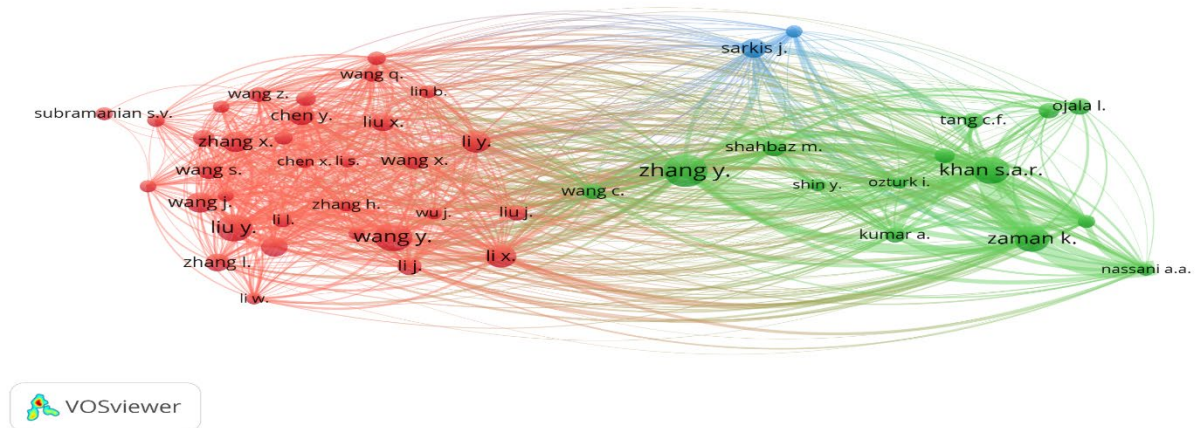 sarkis j.
wang q.
wang z.
lin b.
subramanian s.v.
chen y.
liu x.
ojala l.
tang c.f.
zhang x.
li y.
shahbaz m.
chen x.
li s.
wang x.
wang s.
zhang y.
khan s.a.r.
shin y.
ozturk i.
wang c.
wang j.
zhang h.
wu j.
liu j.
li l.
liu y.
wang y.
kumar a.
zaman k.
zhang l.
li j.
li x.
nassani a.a.
li w.
VOSviewer